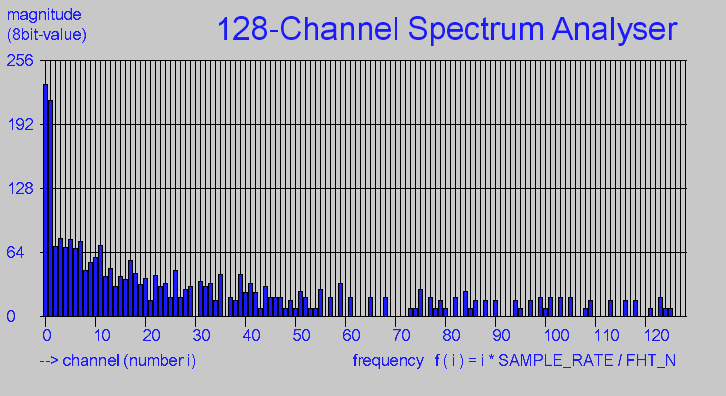 magnitude
(8bit-value)
128-Channel Spectrum Analyser
256
192
128
64
0
0 10 20 30 40 50 60 70 80 90 100 110 120
--> channel (number i)
frequency f ( i ) = i * SAMPLE_RATE / FHT_N